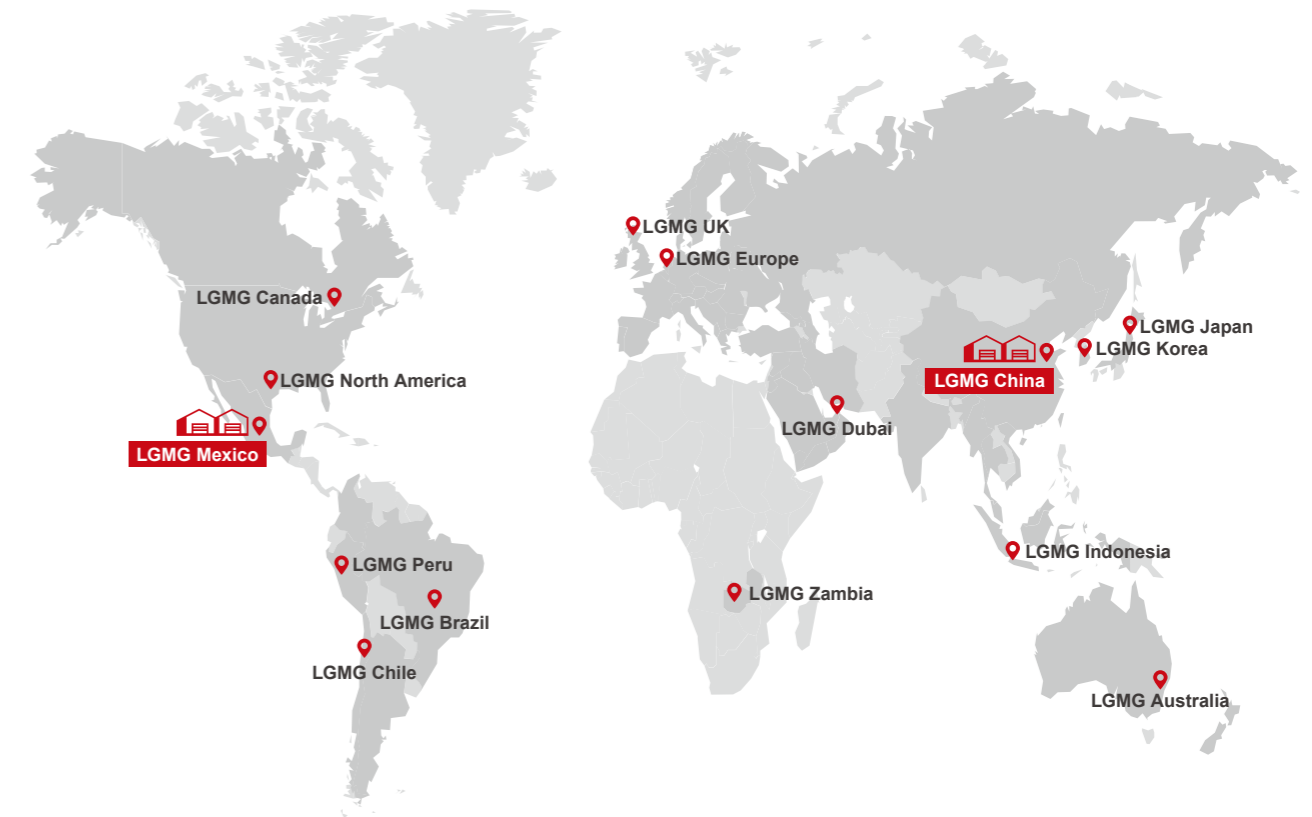 LGMG UK
LGMG Europe
LGMG Canada
LGMG Japan
LGMG Korea
LGMG China
LGMG North America
LGMG Dubai
LGMG Mexico
LGMG Indonesia
LGMG Peru
LGMG Zambia
LGMG Brazil
LGMG Chile
LGMG Australia